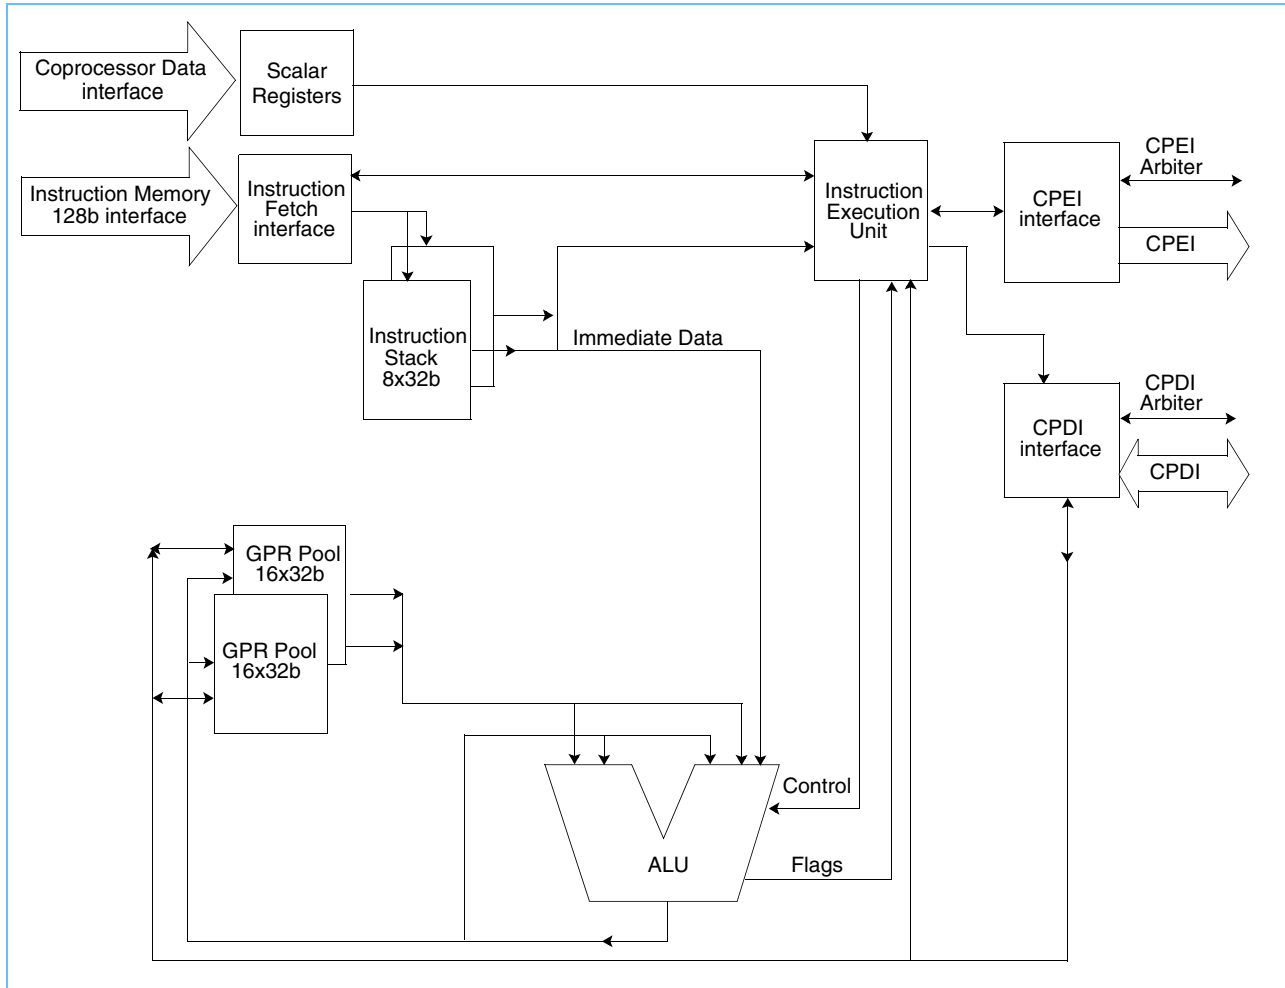 Coprocessor Data
interface
Scalar
Registers
Instruction Memory
128b interface
Instruction
Fetch
interface
Instruction
Execution
Unit
CPEI
interface
CPEI
Arbiter
CPEI
Instruction
Stack
8x32b
Immediate Data
CPDI
interface
CPDI
Arbiter
CPDI
GPR Pool
16x32b
GPR Pool
16x32b
Control
ALU
Flags